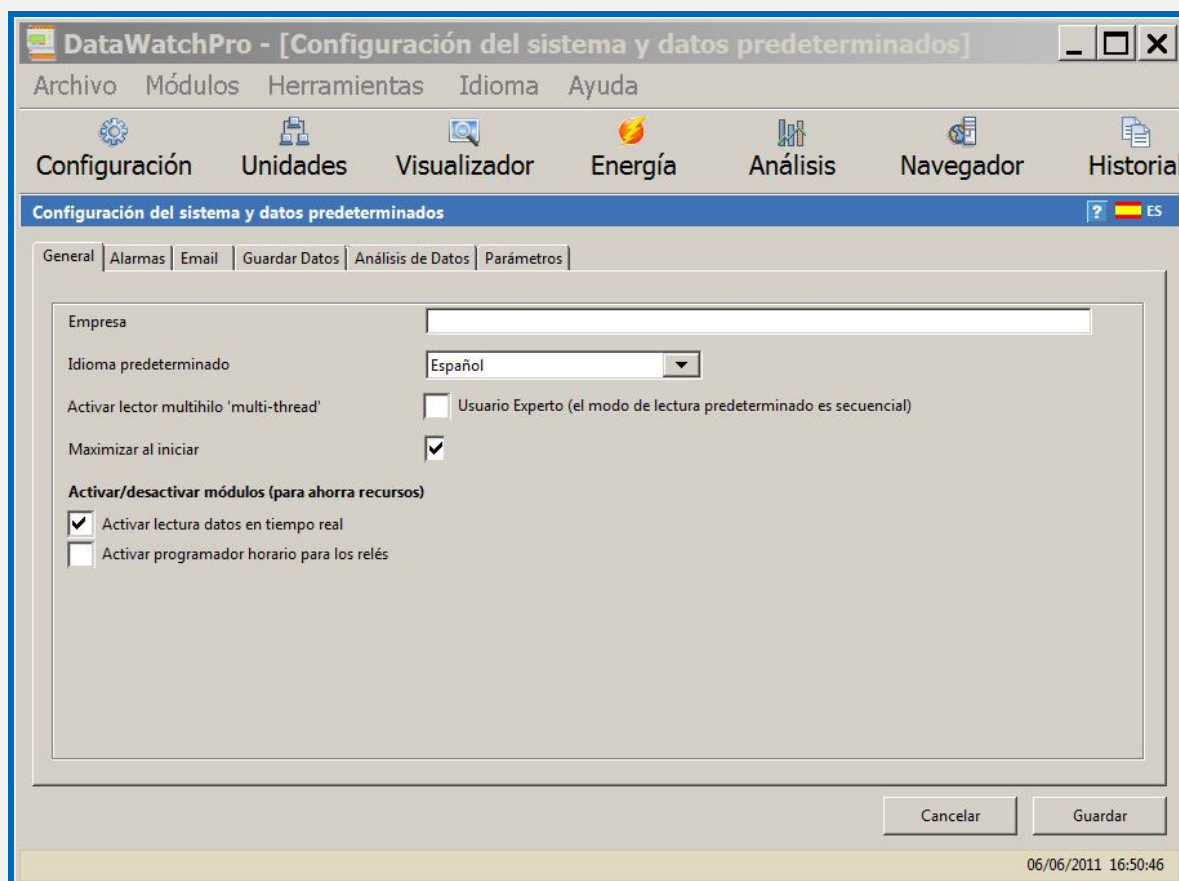 DataWatchPro - [Configuración del sistema y datos predeterminados]
Archivo Módulos Herramientas Idioma Ayuda
Configuración Unidades Visualizador Energía Análisis Navegador Historial
Configuración del sistema y datos predeterminados ? ES
General Alarmas Email Guardar Datos Análisis de Datos Parámetros
Empresa
Idioma predeterminado Español
Activar lector multihilo 'multi-thread' Usuario Experto (el modo de lectura predeterminado es secuencial)
Maximizar al iniciar
Activar/desactivar módulos (para ahorra recursos)
Activar lectura datos en tiempo real
Activar programador horario para los relés
Cancelar Guardar
06/06/2011 16:50:46